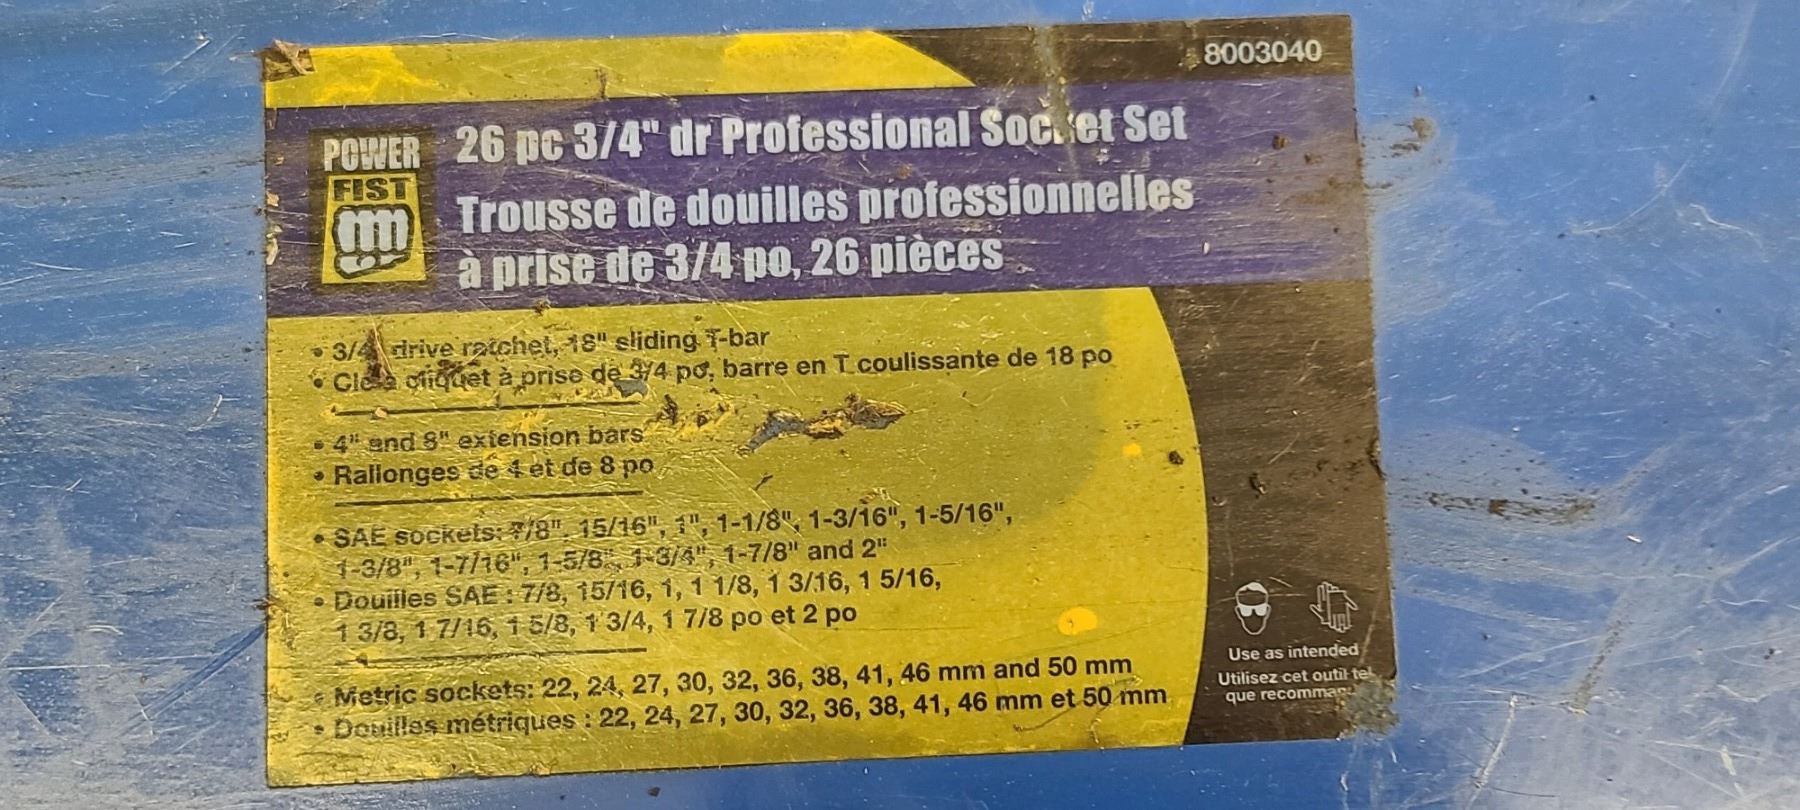 8003040
POWER
FIST
26 pc 3/4" dr Professional Socket Set
Trousse de douilles professionnelles
à prise de 3/4 po, 26 pièces
• 3/4 drive ratchet, 18" sliding T-bar
• Clé à cliquet à prise de 3/4 po, barre en T coulissante de 18 po
• 4" and 8" extension bars
• Rallonges de 4 et de 8 po
• SAE sockets: 7/8", 15/16", 1", 1-1/8", 1-3/16", 1-5/16",
1-3/8", 1-7/16", 1-5/8", 1-3/4", 1-7/8" and 2"
• Douilles SAE : 7/8, 15/16, 1, 1 1/8, 1 3/16, 1 5/16,
1 3/8, 1 7/16, 1 5/8, 1 3/4, 1 7/8 po et 2 po
• Metric sockets: 22, 24, 27, 30, 32, 36, 38, 41, 46 mm and 50 mm
• Douilles métriques : 22, 24, 27, 30, 32, 36, 38, 41, 46 mm et 50 mm
Use as intended
Utilisez cet outil tel
que